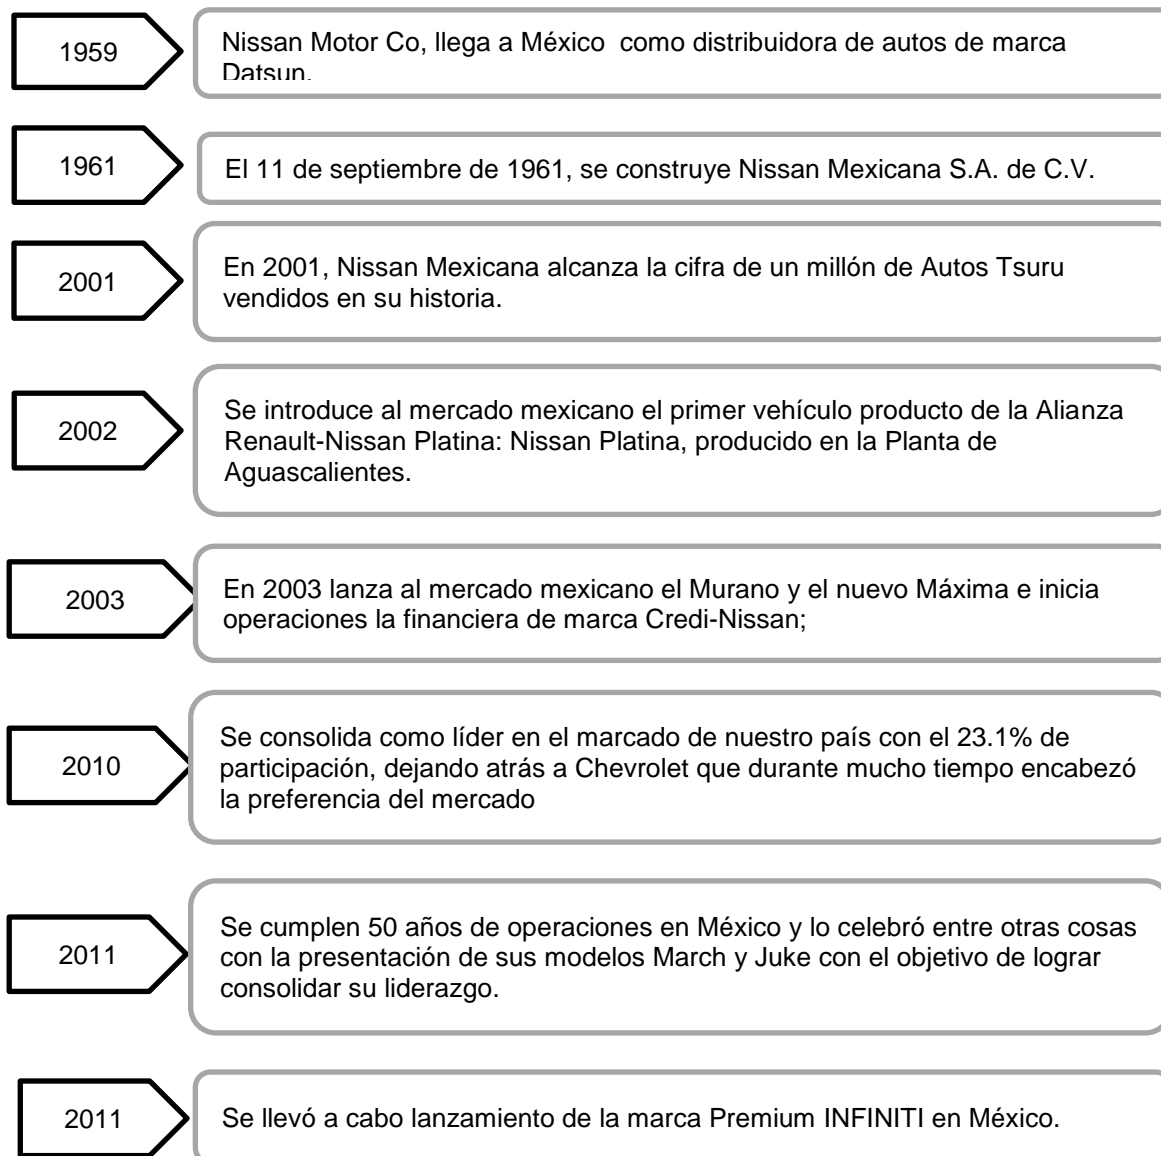 1959
Nissan Motor Co, llega a México  como distribuidora de autos de marca
Datsun.
1961
El 11 de septiembre de 1961, se construye Nissan Mexicana S.A. de C.V.
2001
En 2001, Nissan Mexicana alcanza la cifra de un millón de Autos Tsuru
vendidos en su historia.
2002
Se introduce al mercado mexicano el primer vehículo producto de la Alianza
Renault-Nissan Platina: Nissan Platina, producido en la Planta de
Aguascalientes.
2003
En 2003 lanza al mercado mexicano el Murano y el nuevo Máxima e inicia
operaciones la financiera de marca Credi-Nissan;
2010
Se consolida como líder en el marcado de nuestro país con el 23.1% de
participación, dejando atrás a Chevrolet que durante mucho tiempo encabezó
la preferencia del mercado
2011
Se cumplen 50 años de operaciones en México y lo celebró entre otras cosas
con la presentación de sus modelos March y Juke con el objetivo de lograr
consolidar su liderazgo.
2011
Se llevó a cabo lanzamiento de la marca Premium INFINITI en México.